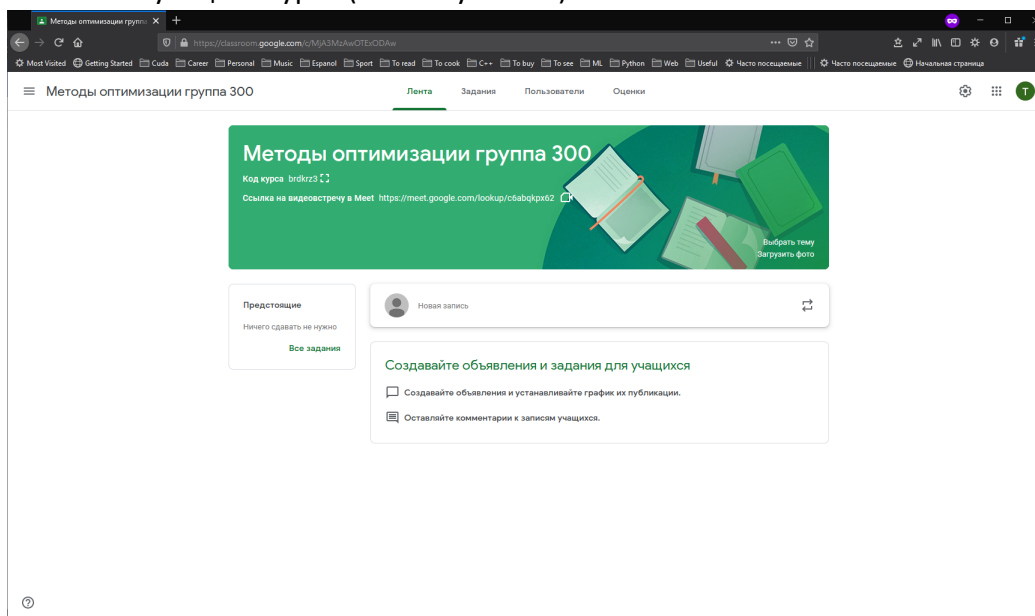 Методы оптимизации группа
https://classroom.google.com/c/MjA3MzAwOTExODAw
Most Visited Getting Started Cuda Career Personal Music Espanol Sport To read To cook C++ To buy To see ML Python Web Useful Часто посещаемые Часто посещаемые Начальная страница
Методы оптимизации группа 300 Лента Задания Пользователи Оценки T
Методы оптимизации группа 300
Код курса brdkrz3
Ссылка на видеовстречу в Meet https://meet.google.com/lookup/c6abqkpx62
Выбрать тему
Загрузить фото
Предстоящие
Ничего сдавать не нужно
Все задания
Новая запись
Создавайте объявления и задания для учащихся
Создавайте объявления и устанавливайте график их публикации.
Оставляйте комментарии к записям учащихся.